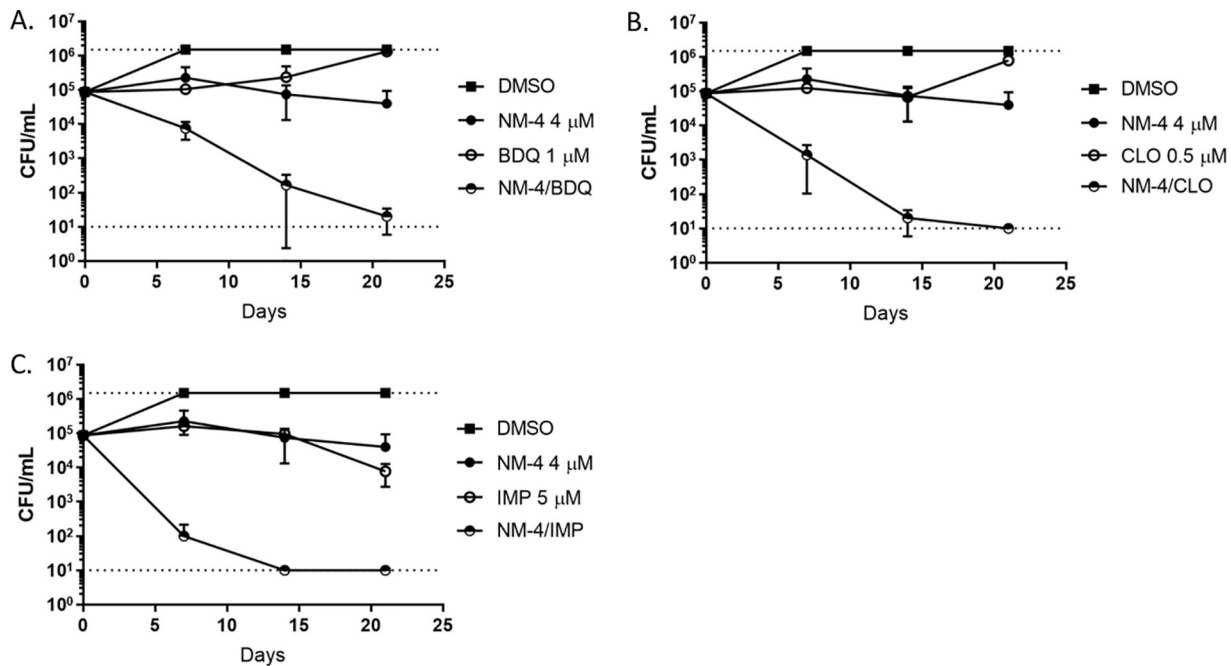 A.
CFU/mL
10⁷
10⁶
10⁵
10⁴
10³
10²
10¹
10⁰
0 5 10 15 20 25
Days
DMSO
NM-4 4 μM
BDQ 1 μM
NM-4/BDQ
B.
CFU/mL
10⁷
10⁶
10⁵
10⁴
10³
10²
10¹
10⁰
0 5 10 15 20 25
Days
DMSO
NM-4 4 μM
CLO 0.5 μM
NM-4/CLO
C.
CFU/mL
10⁷
10⁶
10⁵
10⁴
10³
10²
10¹
10⁰
0 5 10 15 20 25
Days
DMSO
NM-4 4 μM
IMP 5 μM
NM-4/IMP